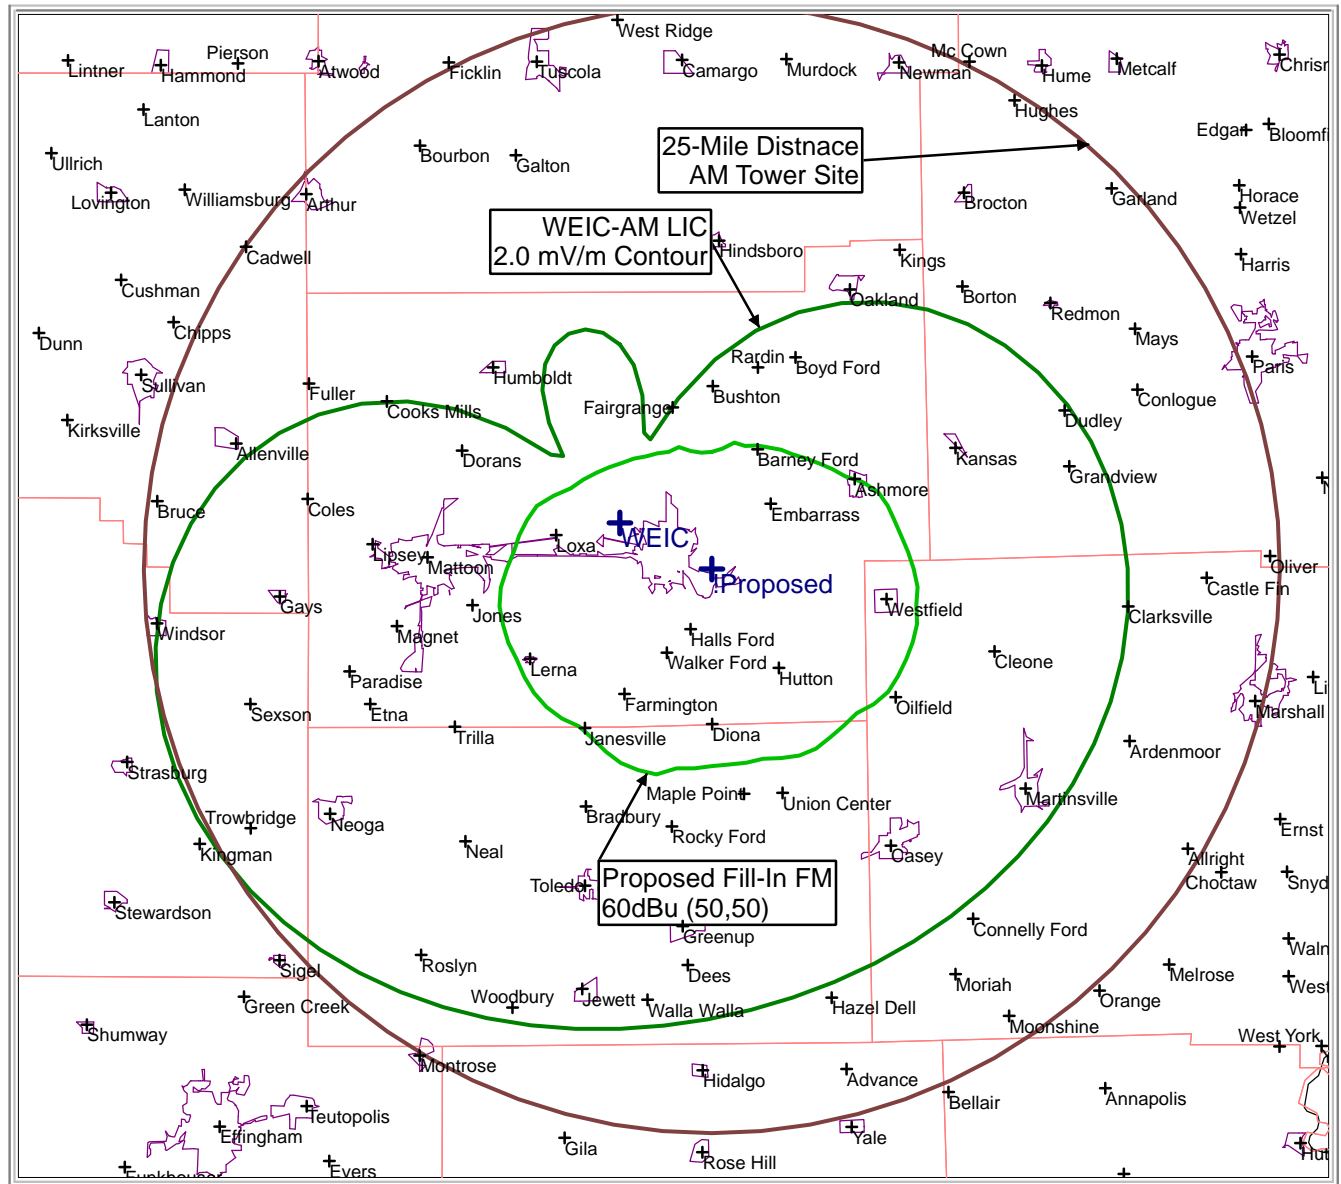 West Ridge
Lintner
Hammond
Pierson
Atwood
Ficklin
Tuscola
Camargo
Murdock
Newman
Mc Cown
Hume
Metcalf
Lanton
Hughes
Edgar
Ullrich
Bourbon
Galton
25-Mile Distnace
AM Tower Site
Lovington
Williamsburg
Arthur
Brocton
Garland
Horace
Wetzel
WEIC-AM LIC
2.0 mV/m Contour
Hindsboro
Cadwell
Kings
Harris
Cushman
Oakland
Borton
Redmon
Dunn
Chipps
Mays
Sullivan
Humboldt
Rardin
Boyd Ford
Paris
Fuller
Cooks Mills
Fairgrange
Bushton
Conlogue
Kirksville
Dudley
Allenville
Dorans
Barney Ford
Kansas
Grandview
Ashmore
Bruce
Coles
Embarrass
Loxa
WEIC
Lipsey
Mattoon
Oliver
!Proposed
Castle Fin
Gays
Jones
Westfield
Clarksville
Windsor
Magnet
Halls Ford
Walker Ford
Cleone
Lerna
Hutton
Paradise
Sexson
Etna
Farmington
Oilfield
Marshall
Trilla
Janesville
Diona
Ardenmoor
Strasburg
Maple Point
Union Center
Martinsville
Trowbridge
Neoga
Bradbury
Rocky Ford
Ernst
Kingman
Neal
Casey
Allright
Choctaw
Toledo
Proposed Fill-In FM
60dBu (50,50)
Stewardson
Greenup
Connelly Ford
Sigel
Roslyn
Dees
Moriah
Melrose
Green Creek
Woodbury
Jewett
Walla Walla
Hazel Dell
Orange
Shumway
Moonshine
West York
Montrose
Hidalgo
Advance
Bellair
Annapolis
Teutopolis
Effingham
Gila
Yale
Rose Hill
Evers